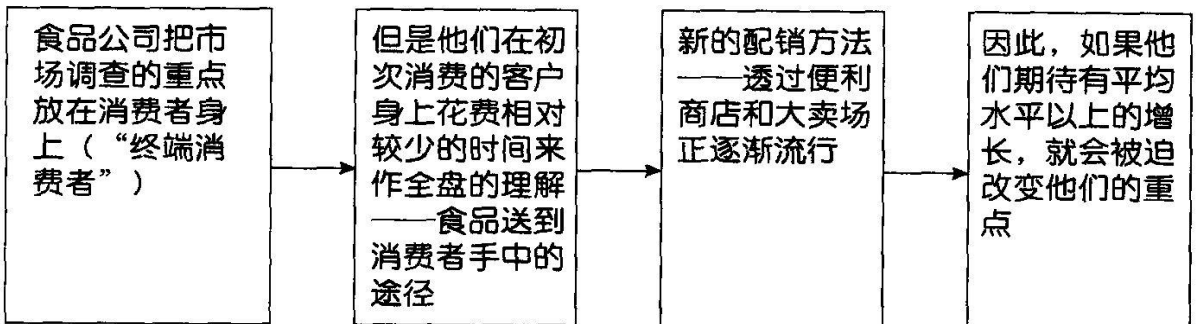 食品公司把市
场调查的重点
放在消费者身
上（“终端消
费者”）
但是他们在初
次消费的客户
身上花费相对
较少的时间来
作全盘的理解
——食品送到
消费者手中的
途径
新的配销方法
——透过便利
商店和大卖场
正逐渐流行
因此，如果他
们期待有平均
水平以上的增
长，就会被迫
改变他们的重
点